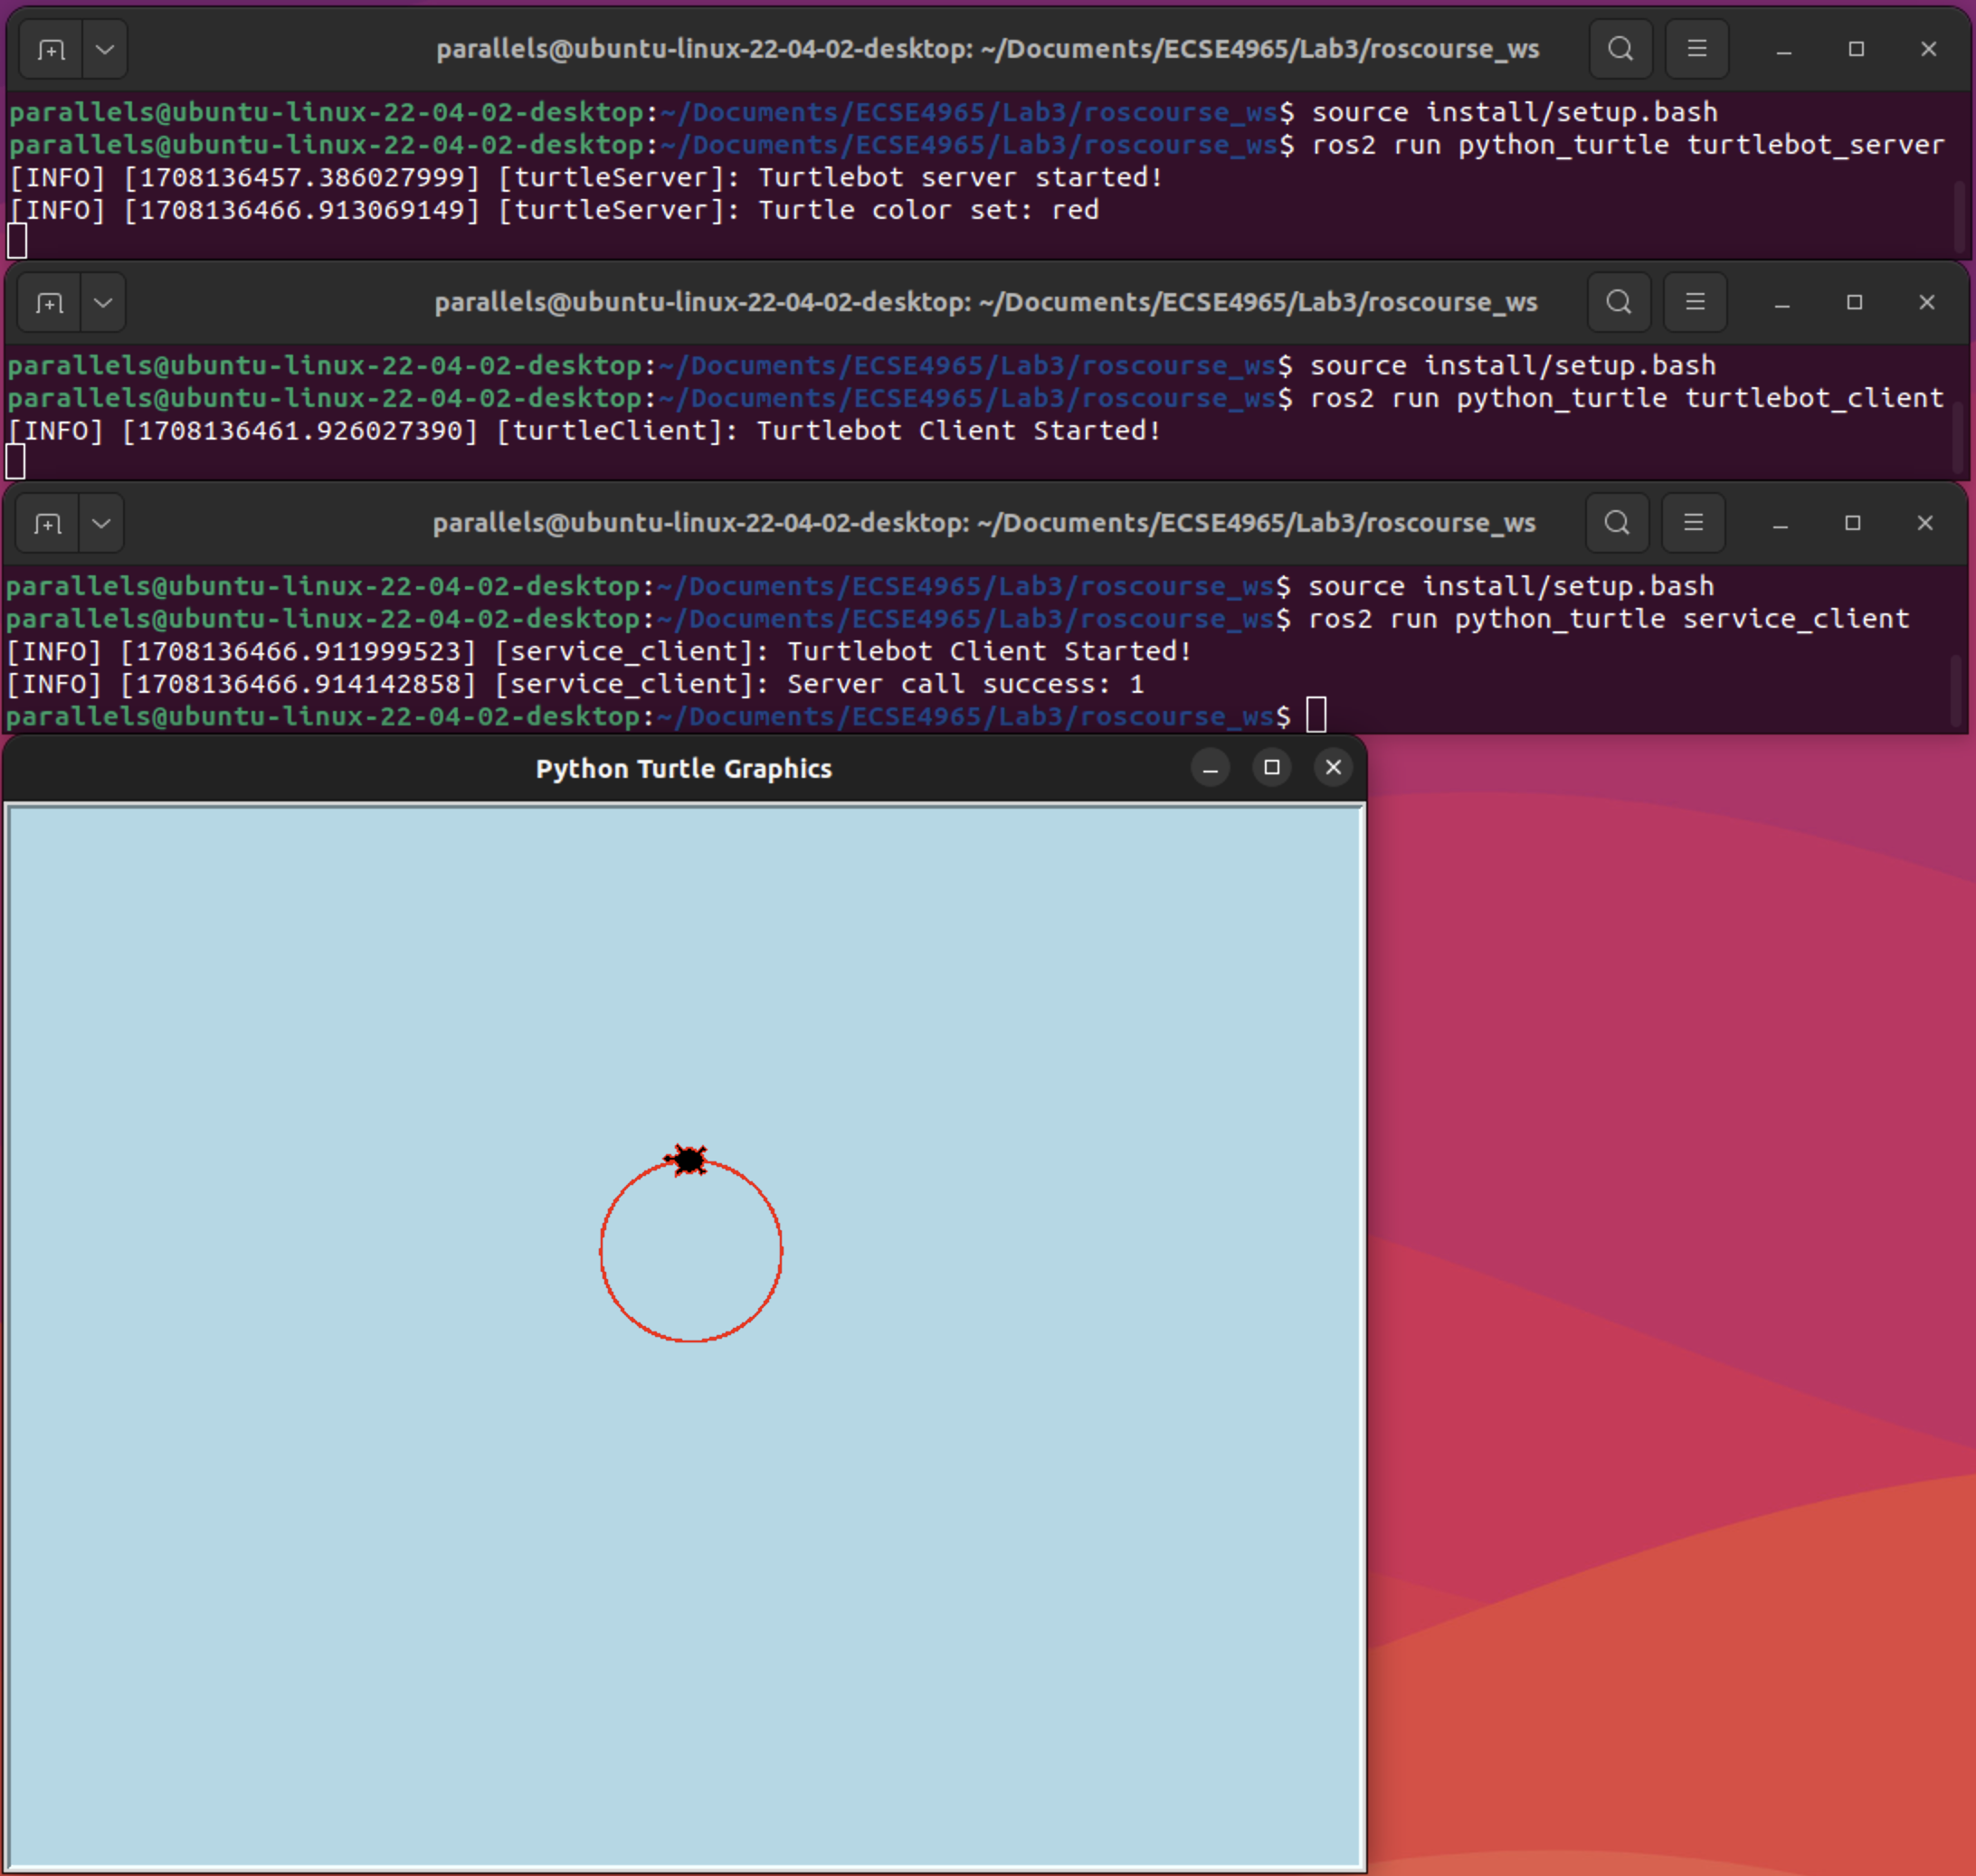 parallels@ubuntu-linux-22-04-02-desktop: ~/Documents/ECSE4965/Lab3/roscourse_ws
parallels@ubuntu-linux-22-04-02-desktop:~/Documents/ECSE4965/Lab3/roscourse_ws$ source install/setup.bash
parallels@ubuntu-linux-22-04-02-desktop:~/Documents/ECSE4965/Lab3/roscourse_ws$ ros2 run python_turtle turtlebot_server
[INFO] [1708136457.386027999] [turtleServer]: Turtlebot server started!
[INFO] [1708136466.913069149] [turtleServer]: Turtle color set: red
parallels@ubuntu-linux-22-04-02-desktop: ~/Documents/ECSE4965/Lab3/roscourse_ws
parallels@ubuntu-linux-22-04-02-desktop:~/Documents/ECSE4965/Lab3/roscourse_ws$ source install/setup.bash
parallels@ubuntu-linux-22-04-02-desktop:~/Documents/ECSE4965/Lab3/roscourse_ws$ ros2 run python_turtle turtlebot_client
[INFO] [1708136461.926027390] [turtleClient]: Turtlebot Client Started!
parallels@ubuntu-linux-22-04-02-desktop: ~/Documents/ECSE4965/Lab3/roscourse_ws
parallels@ubuntu-linux-22-04-02-desktop:~/Documents/ECSE4965/Lab3/roscourse_ws$ source install/setup.bash
parallels@ubuntu-linux-22-04-02-desktop:~/Documents/ECSE4965/Lab3/roscourse_ws$ ros2 run python_turtle service_client
[INFO] [1708136466.911999523] [service_client]: Turtlebot Client Started!
[INFO] [1708136466.914142858] [service_client]: Server call success: 1
parallels@ubuntu-linux-22-04-02-desktop:~/Documents/ECSE4965/Lab3/roscourse_ws$
Python Turtle Graphics